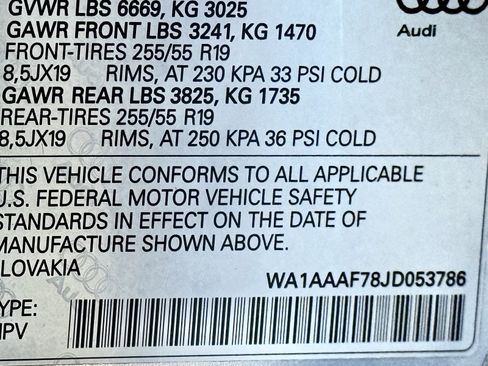 GVWR LBS 6669, KG 3025
GAWR FRONT LBS 3241, KG 1470
FRONT-TIRES 255/55 R19
8,5JX19 RIMS, AT 230 KPA 33 PSI COLD
GAWR REAR LBS 3825, KG 1735
REAR-TIRES 255/55 R19
8,5JX19 RIMS, AT 250 KPA 36 PSI COLD
Audi
THIS VEHICLE CONFORMS TO ALL APPLICABLE
U.S. FEDERAL MOTOR VEHICLE SAFETY
STANDARDS IN EFFECT ON THE DATE OF
MANUFACTURE SHOWN ABOVE.
SLOVAKIA
WA1AAAF78JD053786
TYPE:
MPV